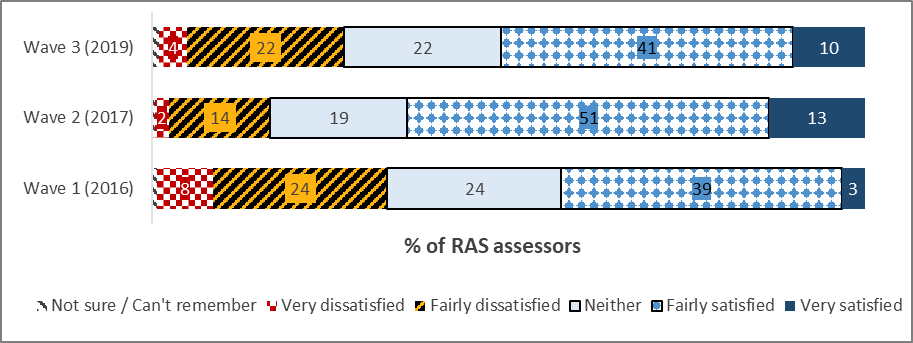 Wave 3 (2019) 4 22 22 41 10
Wave 2 (2017) 2 14 19 51 13
Wave 1 (2016) 8 24 24 39 3
% of RAS assessors
Not sure / Can't remember Very dissatisfied Fairly dissatisfied Neither Fairly satisfied Very satisfied